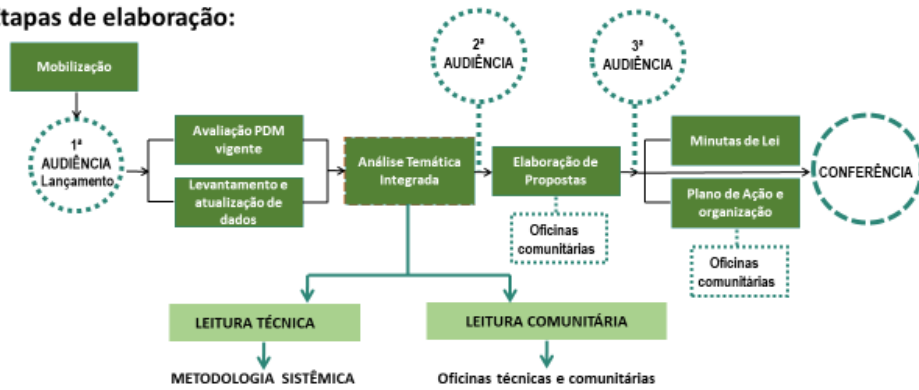 tapas de elaboração:
Mobilização
1ª
AUDIÊNCIA
Lançamento
Avaliação PDM
vigente
Levantamento e
atualização de
dados
Análise Temática
Integrada
2ª
AUDIÊNCIA
Elaboração de
Propostas
Oficinas
comunitárias
3ª
AUDIÊNCIA
Minutas de Lei
Plano de Ação e
organização
Oficinas
comunitárias
CONFERÊNCIA
LEITURA TÉCNICA
METODOLOGIA SISTÊMICA
LEITURA COMUNITÁRIA
Oficinas técnicas e comunitárias